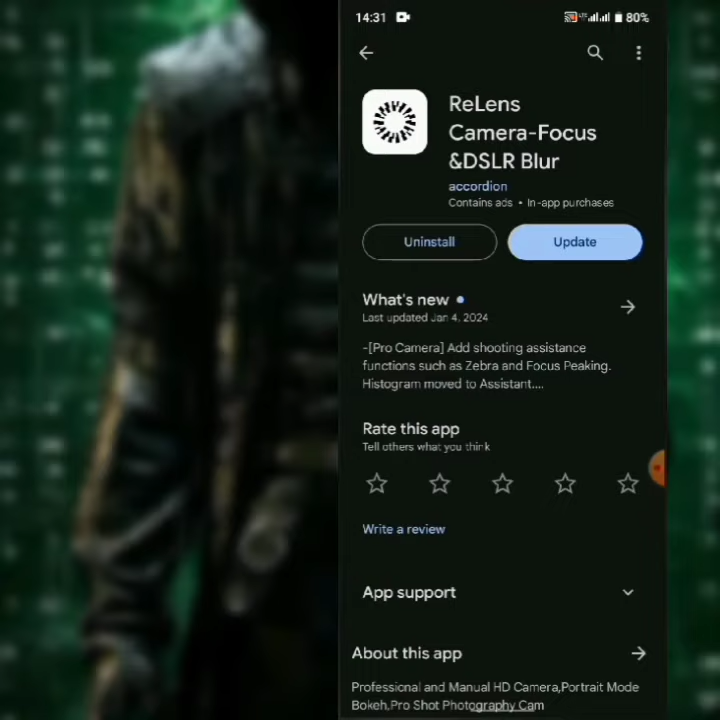 14:31 LTE 80%
ReLens
Camera-Focus
&DSLR Blur
accordion
Contains ads • In-app purchases
Uninstall Update
What's new
Last updated Jan 4, 2024
-[Pro Camera] Add shooting assistance
functions such as Zebra and Focus Peaking.
Histogram moved to Assistant....
Rate this app
Tell others what you think
Write a review
App support
About this app
Professional and Manual HD Camera,Portrait Mode
Bokeh,Pro Shot Photography Cam